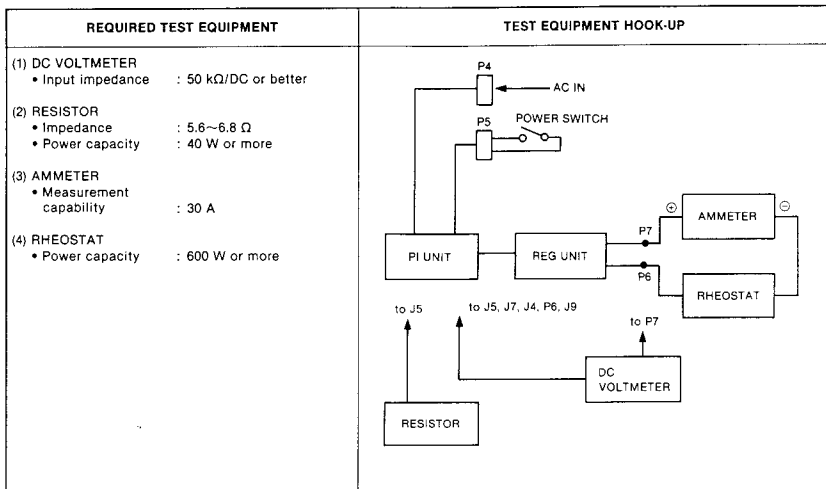 REQUIRED TEST EQUIPMENT
(1) DC VOLTMETER
• Input impedance : 50 kΩ/DC or better
(2) RESISTOR
• Impedance : 5.6~6.8 Ω
• Power capacity : 40 W or more
(3) AMMETER
• Measurement
capability : 30 A
(4) RHEOSTAT
• Power capacity : 600 W or more
TEST EQUIPMENT HOOK-UP
P4
AC IN
P5
POWER SWITCH
PI UNIT
REG UNIT
P7
P6
⊕
AMMETER
⊖
RHEOSTAT
to J5
to J5, J7, J4, P6, J9
to P7
DC
VOLTMETER
RESISTOR